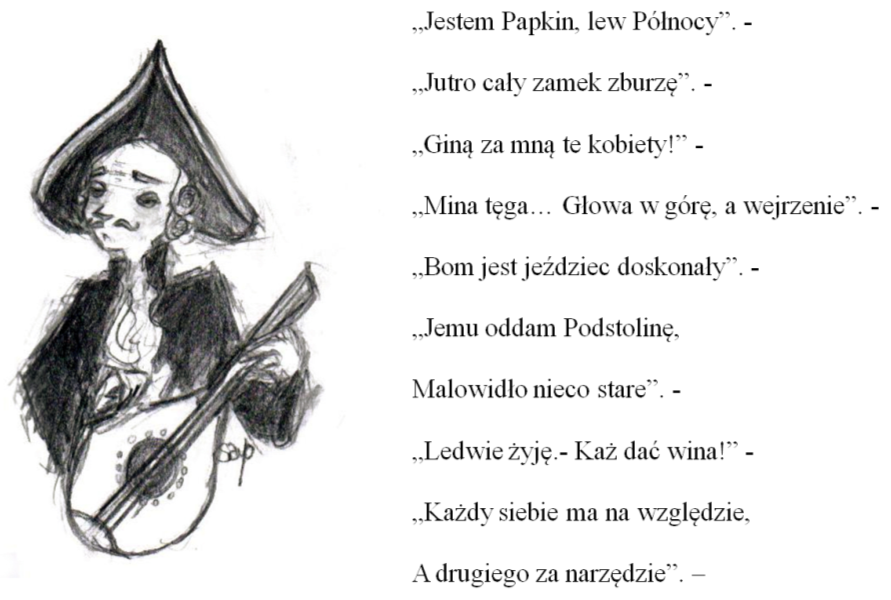 „Jestem Papkin, lew Północy”. -
„Jutro cały zamek zburzę”. -
„Giną za mną te kobiety!” -
„Mina tęga… Głowa w górę, a wejrzenie”. -
„Bom jest jeździec doskonały”. -
„Jemu oddam Podstolinę,
Malowidło nieco stare”. -
„Ledwie żyję.- Każ dać wina!” -
„Każdy siebie ma na względzie,
A drugiego za narzędzie”. –